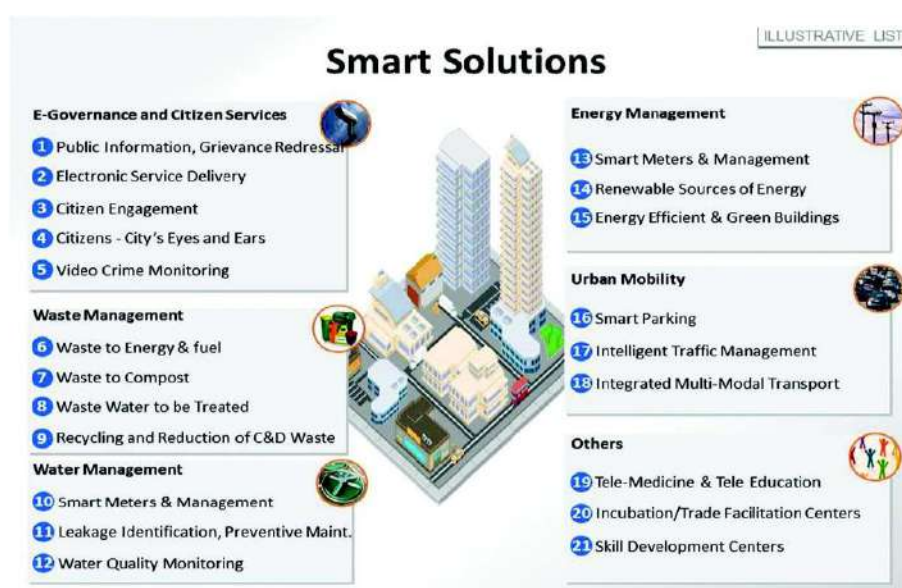 ILLUSTRATIVE LIST
Smart Solutions
E-Governance and Citizen Services
1 Public Information, Grievance Redressal
2 Electronic Service Delivery
3 Citizen Engagement
4 Citizens - City's Eyes and Ears
5 Video Crime Monitoring
Waste Management
6 Waste to Energy & fuel
7 Waste to Compost
8 Waste Water to be Treated
9 Recycling and Reduction of C&D Waste
Water Management
10 Smart Meters & Management
11 Leakage Identification, Preventive Maint.
12 Water Quality Monitoring
Energy Management
13 Smart Meters & Management
14 Renewable Sources of Energy
15 Energy Efficient & Green Buildings
Urban Mobility
16 Smart Parking
17 Intelligent Traffic Management
18 Integrated Multi-Modal Transport
Others
19 Tele-Medicine & Tele Education
20 Incubation/Trade Facilitation Centers
21 Skill Development Centers